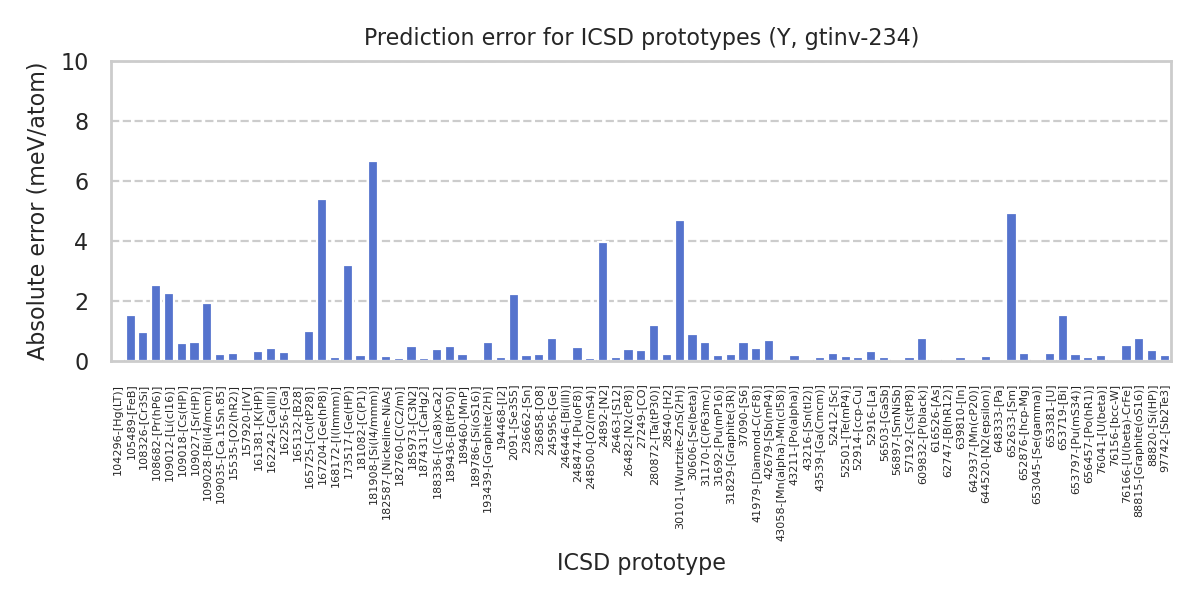 Prediction error for ICSD prototypes (Y, gtinv-234)
Absolute error (meV/atom)
10
8
6
4
2
0
104296-[Hg(LT)]
105489-[FeB]
108326-[Cr3Si]
108682-[Pr(hP6)]
109012-[Li(cI16)]
109018-[Cs(HP)]
109027-[Sr(HP)]
109028-[Bi(I4/mcm)]
109035-[Ca.15Sn.85]
15535-[O2(hR2)]
157920-[IrV]
161381-[K(HP)]
162242-[Ca(III)]
162256-[Ga]
165132-[B28]
165725-[Co(tP28)]
167204-[Ge(hP8)]
168172-[I(Immm)]
173517-[Ge(HP)]
181082-[C(P1)]
181908-[Si(I4/mmm)]
182587-[Nickeline-NiAs]
182760-[C(C2/m)]
185973-[C3N2]
187431-[CaHg2]
188336-[(Ca8)xCa2]
189436-[B(tP50)]
189460-[MnP]
189786-[Si(oS16)]
193439-[Graphite(2H)]
194468-[I2]
2091-[Se3S5]
236662-[Sn]
236858-[O8]
245956-[Ge]
246446-[Bi(III)]
248474-[Pu(oF8)]
248500-[O2(mS4)]
24892-[N2]
26463-[S12]
26482-[N2(cP8)]
27249-[CO]
280872-[Ta(tP30)]
28540-[H2]
30101-[Wurtzite-ZnS(2H)]
30606-[Se(beta)]
31170-[C(P63mc)]
31692-[Pu(mP16)]
31829-[Graphite(3R)]
37090-[S6]
41979-[Diamond-C(cF8)]
42679-[Sb(mP4)]
43058-[Mn(alpha)-Mn(cI58)]
43211-[Po(alpha)]
43216-[Sn(tI2)]
43539-[Ga(Cmcm)]
52412-[Sc]
52501-[Te(mP4)]
52914-[ccp-Cu]
52916-[La]
56503-[GaSb]
56897-[SmNiSb]
57192-[Cs(tP8)]
609832-[P(black)]
616526-[As]
62747-[B(hR12)]
639810-[In]
642937-[Mn(cP20)]
644520-[N2(epsilon)]
648333-[Pa]
652633-[Sm]
652876-[hcp-Mg]
653045-[Se(gamma)]
653381-[U]
653719-[Bi]
653797-[Pu(mS34)]
656457-[Po(hR1)]
76041-[U(beta)]
76156-[bcc-W]
76166-[U(beta)-CrFe]
88815-[Graphite(oS16)]
88820-[Si(HP)]
97742-[Sb2Te3]
ICSD prototype